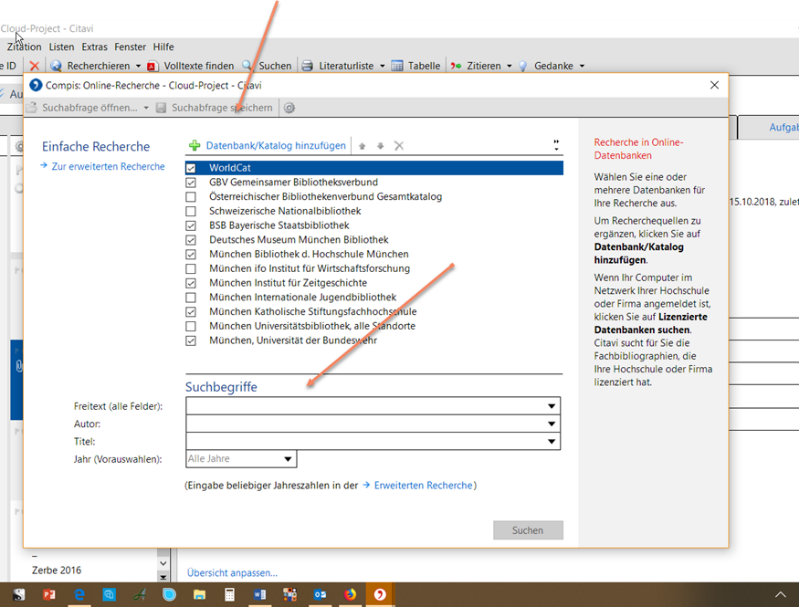 Cloud-Project - Citavi
Zitation Listen Extras Fenster Hilfe
e ID Recherchieren Volltexte finden Suchen Literaturliste Tabelle Zitieren Gedanke
Au
Compis: Online-Recherche - Cloud-Project - Citavi
Suchabfrage öffnen... Suchabfrage speichern
Einfache Recherche
Zur erweiterten Recherche
Datenbank/Katalog hinzufügen
WorldCat
GBV Gemeinsamer Bibliotheksverbund
Österreichischer Bibliothekenverbund Gesamtkatalog
Schweizerische Nationalbibliothek
BSB Bayerische Staatsbibliothek
Deutsches Museum München Bibliothek
München Bibliothek d. Hochschule München
München ifo Institut für Wirtschaftsforschung
München Institut für Zeitgeschichte
München Internationale Jugendbibliothek
München Katholische Stiftungsfachhochschule
München Universitätsbibliothek, alle Standorte
München, Universität der Bundeswehr
Suchbegriffe
Freitext (alle Felder):
Autor:
Titel:
Jahr (Vorauswahlen):
Alle Jahre
(Eingabe beliebiger Jahreszahlen in der → Erweiterten Recherche)
Suchen
Recherche in Online-
Datenbanken
Wählen Sie eine oder
mehrere Datenbanken für
Ihre Recherche aus.
Um Recherchequellen zu
ergänzen, klicken Sie auf
Datenbank/Katalog
hinzufügen.
Wenn Ihr Computer im
Netzwerk Ihrer Hochschule
oder Firma angemeldet ist,
klicken Sie auf Lizenzierte
Datenbanken suchen.
Citavi sucht für Sie die
Fachbibliographien, die
Ihre Hochschule oder Firma
lizenziert hat.
Aufgab
15.10.2018, zulet
Zerbe 2016
Übersicht anpassen...